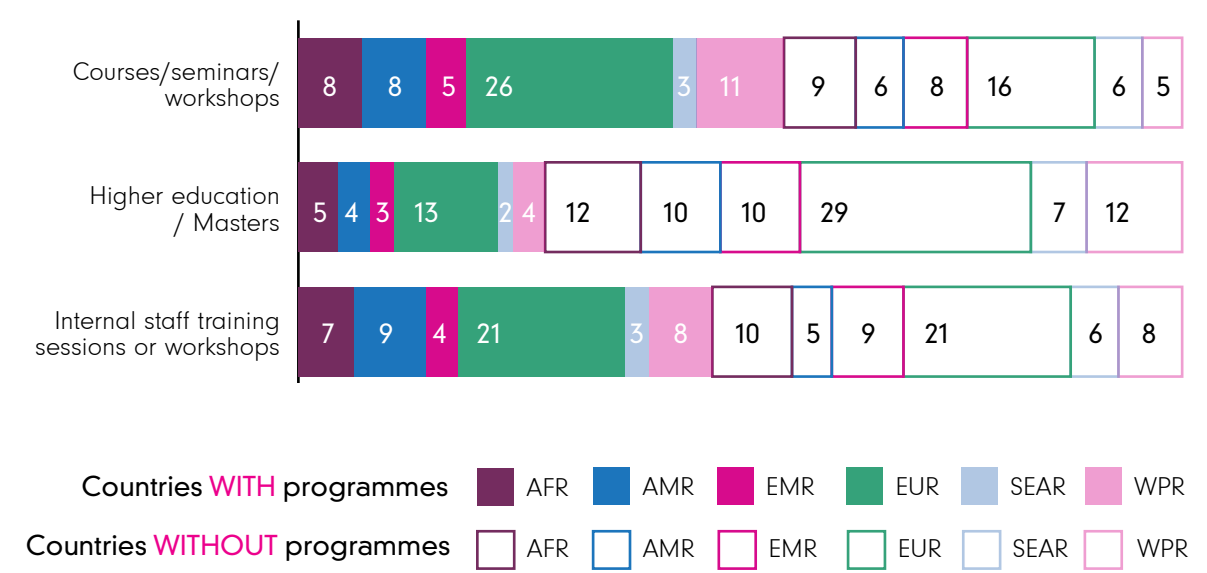 Courses/seminars/
workshops
8 8 5 26 3 11 9 6 8 16 6 5
Higher education
/ Masters
5 4 3 13 2 4 12 10 10 29 7 12
Internal staff training
sessions or workshops
7 9 4 21 3 8 10 5 9 21 6 8
Countries WITH programmes AFR AMR EMR EUR SEAR WPR
Countries WITHOUT programmes AFR AMR EMR EUR SEAR WPR